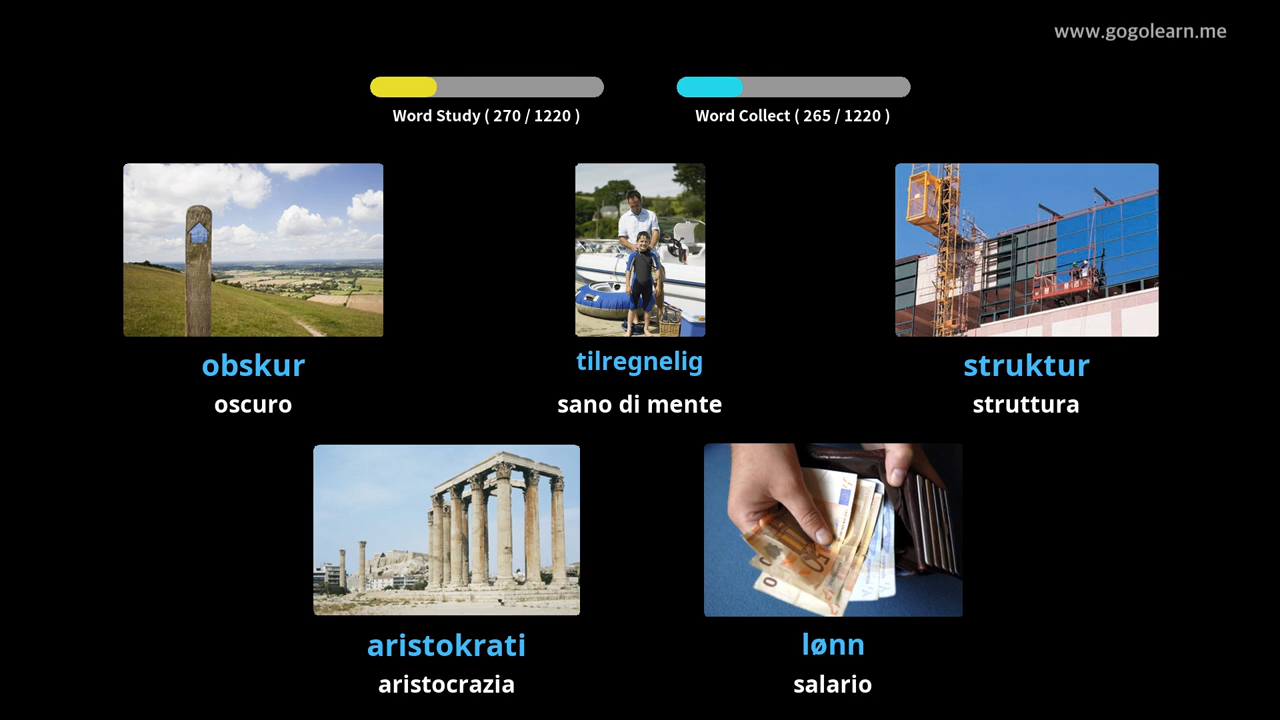 www.gogolearn.me
Word Study ( 270 / 1220 )
Word Collect ( 265 / 1220 )
obskur
oscuro
tilregnelig
sano di mente
struktur
struttura
aristokrati
aristocrazia
lønn
salario